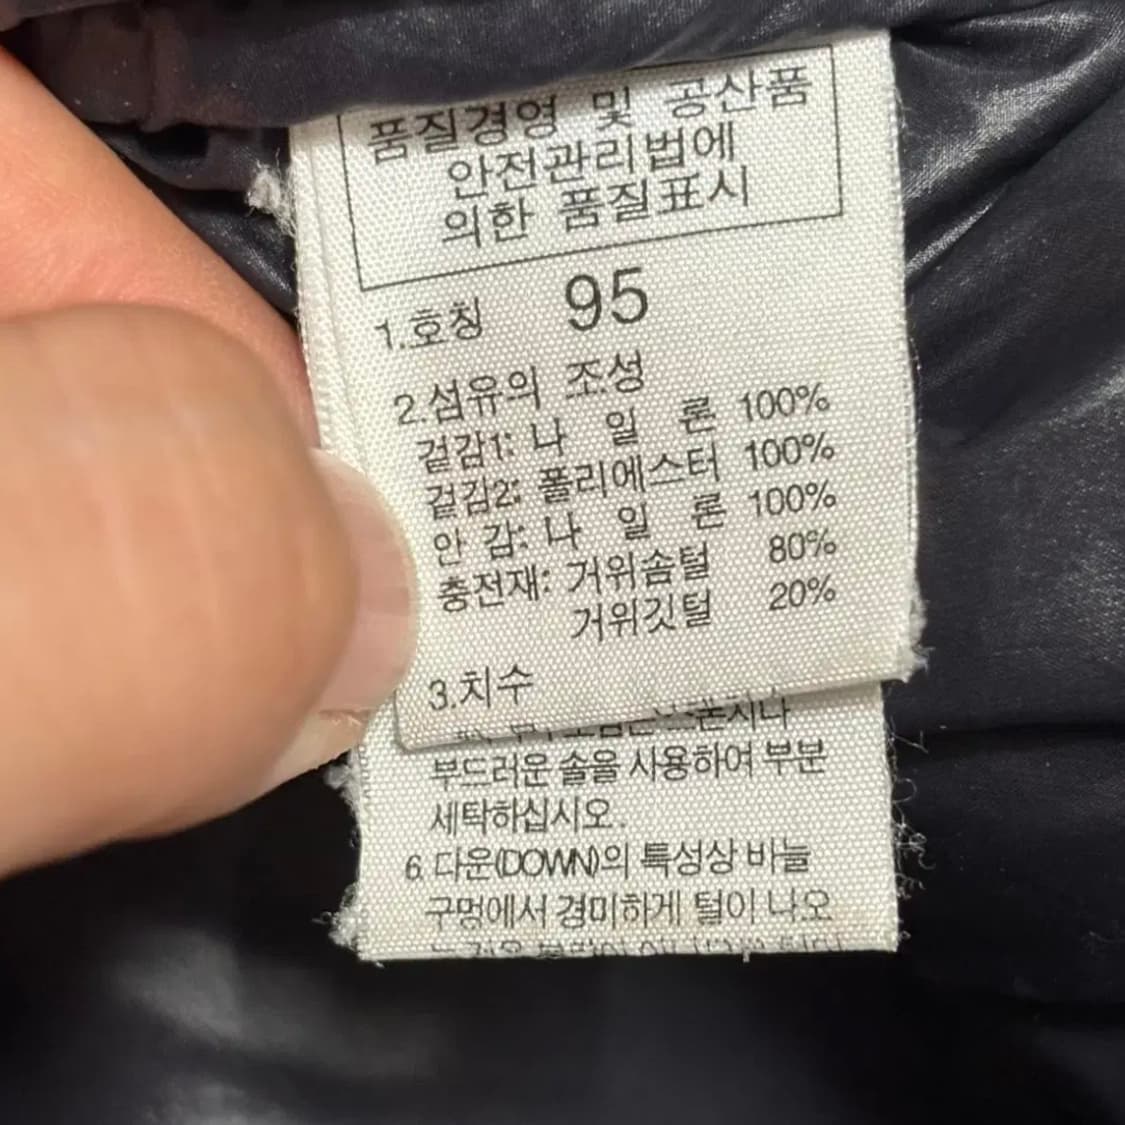 품질경영 및 공산품
안전관리법에
의한 품질표시
1.호칭 95
2.섬유의 조성
겉감1: 나 일 론 100%
겉감2: 폴리에스터 100%
안 감: 나 일 론 100%
충전재: 거위솜털 80%
거위깃털 20%
3.치수
부드러운 솔을 사용하여 부분
세탁하십시오.
6. 다운(DOWN)의 특성상 바늘
구멍에서 경미하게 털이 나오